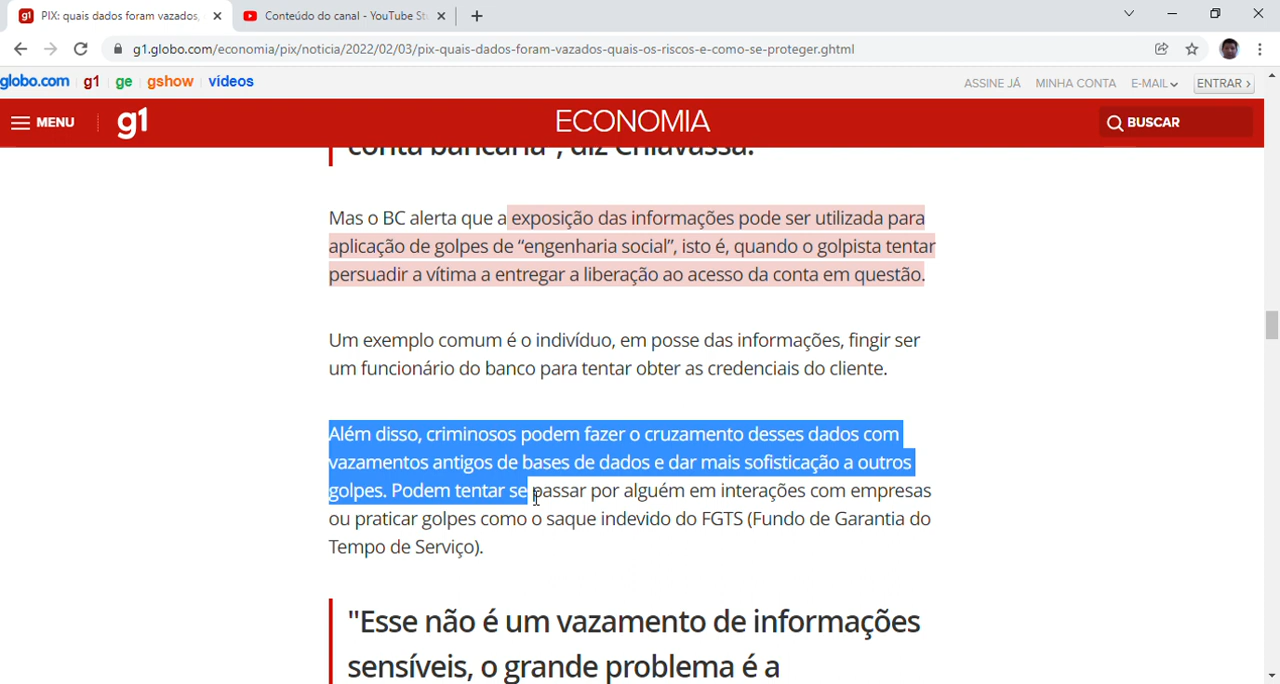 PIX: quais dados foram vazados,
Conteúdo do canal - YouTube St
g1.globo.com/economia/pix/noticia/2022/02/03/pix-quais-dados-foram-vazados-quais-os-riscos-e-como-se-proteger.ghtml
globo.com g1 ge gshow vídeos ASSINE JÁ MINHA CONTA E-MAIL ENTRAR ›
MENU g1 ECONOMIA BUSCAR
conta bancária", diz Chiavassa.
Mas o BC alerta que a exposição das informações pode ser utilizada para
aplicação de golpes de “engenharia social”, isto é, quando o golpista tentar
persuadir a vítima a entregar a liberação ao acesso da conta em questão.
Um exemplo comum é o indivíduo, em posse das informações, fingir ser
um funcionário do banco para tentar obter as credenciais do cliente.
Além disso, criminosos podem fazer o cruzamento desses dados com
vazamentos antigos de bases de dados e dar mais sofisticação a outros
golpes. Podem tentar se passar por alguém em interações com empresas
ou praticar golpes como o saque indevido do FGTS (Fundo de Garantia do
Tempo de Serviço).
"Esse não é um vazamento de informações
sensíveis, o grande problema é a